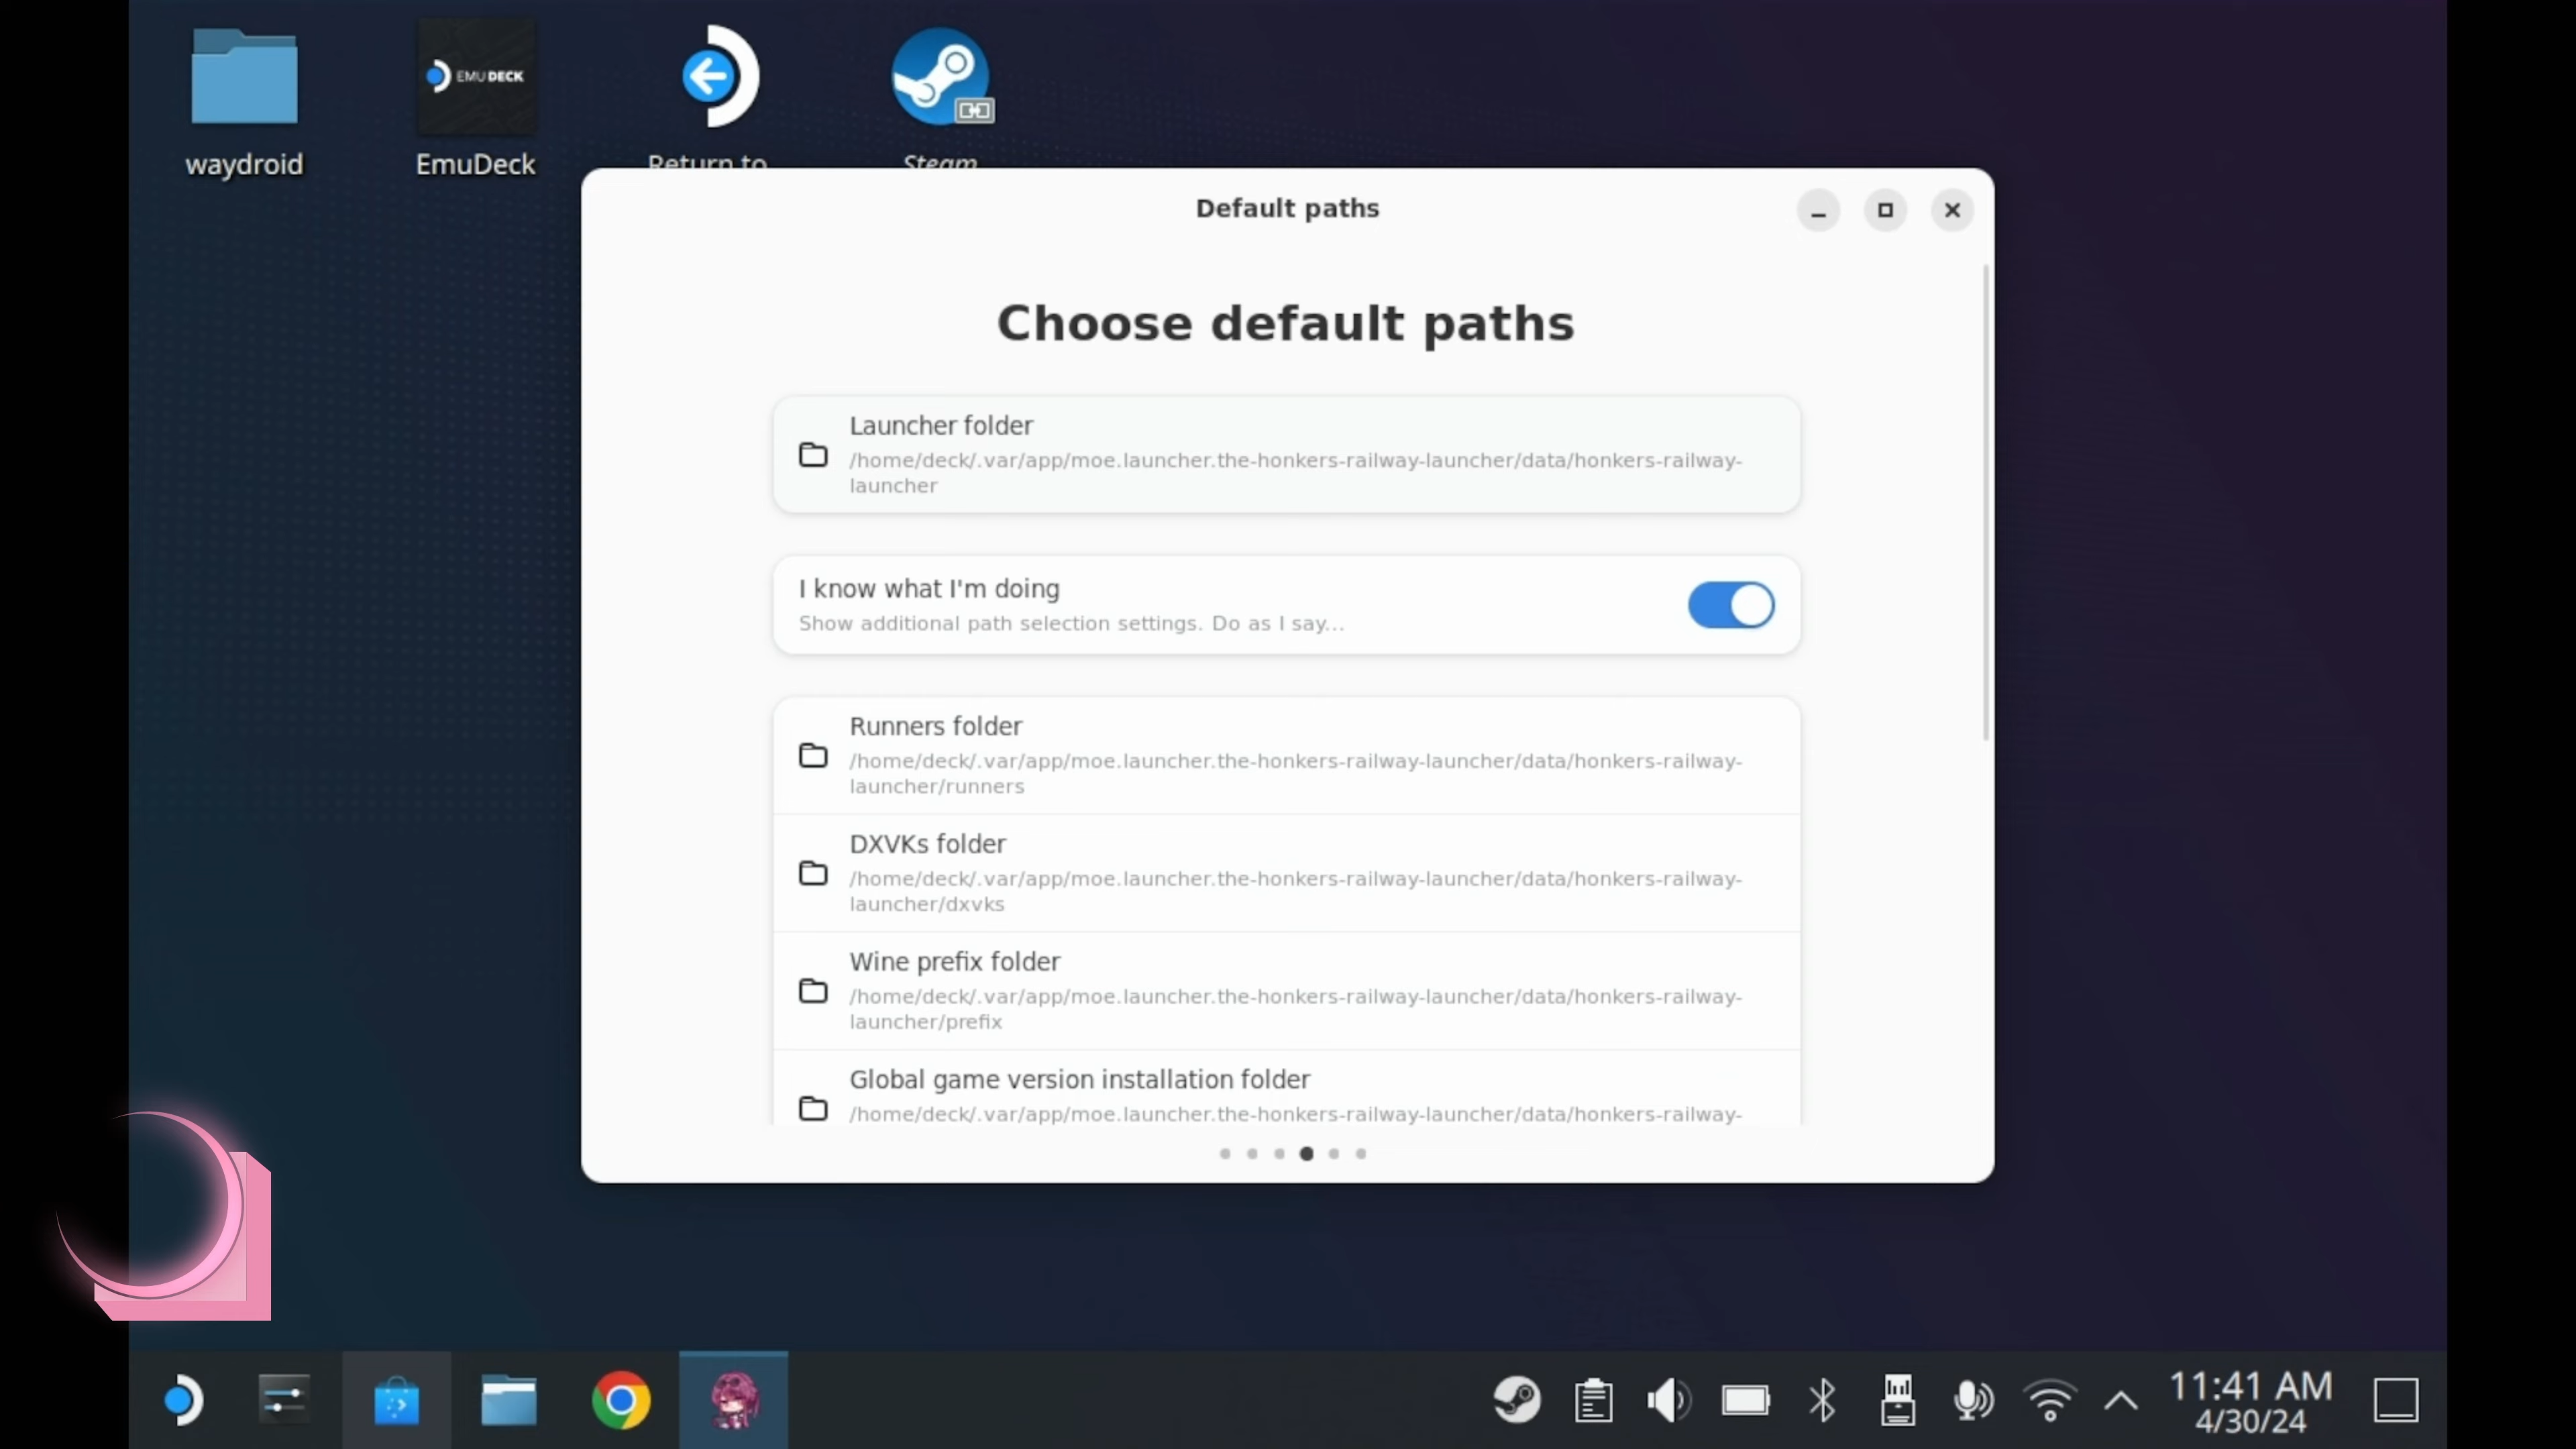 waydroid
EMUDECK
EmuDeck
Return to
Steam
Default paths
Choose default paths
Launcher folder
/home/deck/.var/app/moe.launcher.the-honkers-railway-launcher/data/honkers-railway-
launcher
I know what I'm doing
Show additional path selection settings. Do as I say...
Runners folder
/home/deck/.var/app/moe.launcher.the-honkers-railway-launcher/data/honkers-railway-
launcher/runners
DXVKs folder
/home/deck/.var/app/moe.launcher.the-honkers-railway-launcher/data/honkers-railway-
launcher/dxvks
Wine prefix folder
/home/deck/.var/app/moe.launcher.the-honkers-railway-launcher/data/honkers-railway-
launcher/prefix
Global game version installation folder
/home/deck/.var/app/moe.launcher.the-honkers-railway-launcher/data/honkers-railway-
11:41 AM
4/30/24